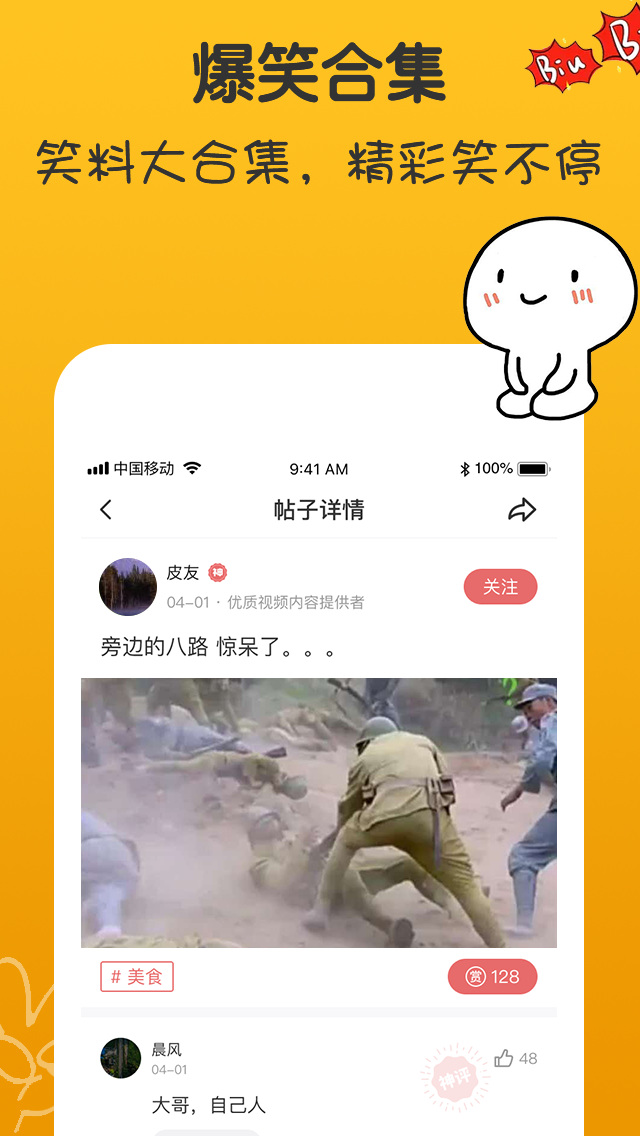 爆笑合集
Biu
笑料大合集，精彩笑不停
中国移动 9:41 AM 100%
帖子详情
皮友 神
关注
04-01 · 优质视频内容提供者
旁边的八路 惊呆了。。。
?
# 美食
赏 128
晨风
04-01
神评
48
大哥，自己人